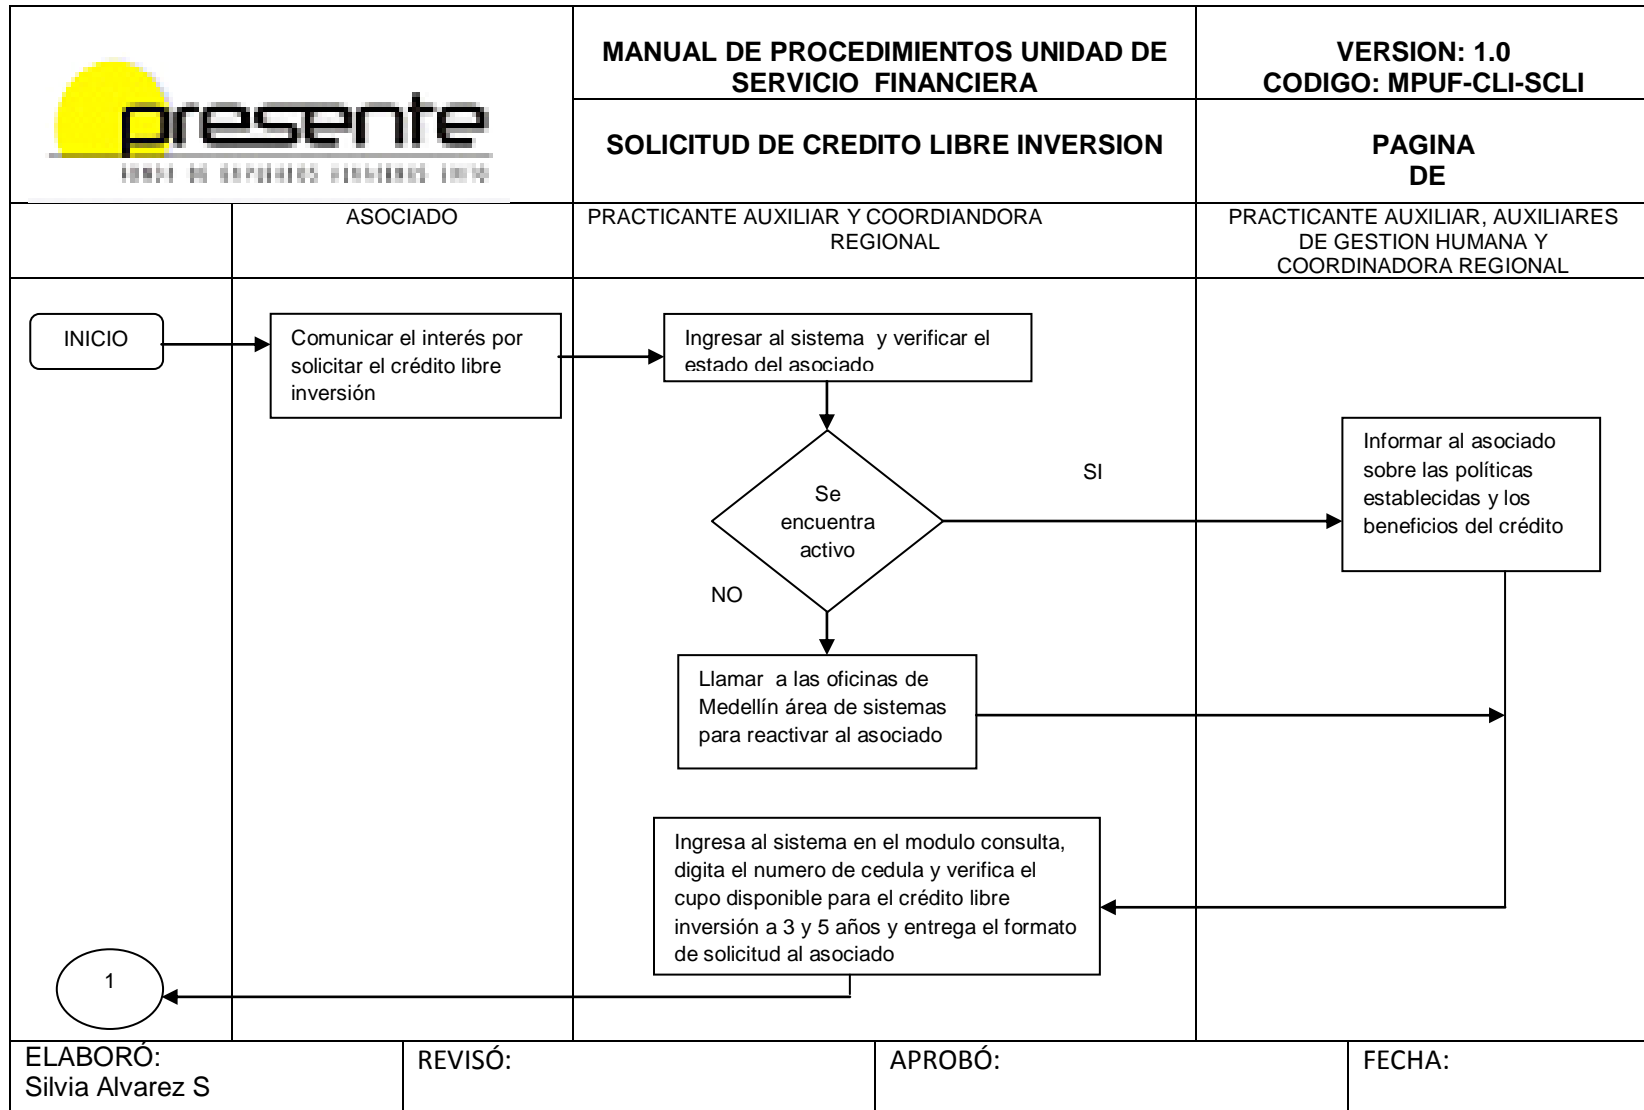 presente
MANUAL DE PROCEDIMIENTOS UNIDAD DE
SERVICIO FINANCIERA
VERSION: 1.0
CODIGO: MPUF-CLI-SCLI
SOLICITUD DE CREDITO LIBRE INVERSION
PAGINA
DE
ASOCIADO
PRACTICANTE AUXILIAR Y COORDIANDORA
REGIONAL
PRACTICANTE AUXILIAR, AUXILIARES
DE GESTION HUMANA Y
COORDINADORA REGIONAL
INICIO
Comunicar el interés por
solicitar el crédito libre
inversión
Ingresar al sistema y verificar el
estado del asociado
Se
encuentra
activo
SI
Informar al asociado
sobre las políticas
establecidas y los
beneficios del crédito
NO
Llamar a las oficinas de
Medellín área de sistemas
para reactivar al asociado
Ingresa al sistema en el modulo consulta,
digita el numero de cedula y verifica el
cupo disponible para el crédito libre
inversión a 3 y 5 años y entrega el formato
de solicitud al asociado
1
ELABORÓ:
Silvia Alvarez S
REVISÓ:
APROBÓ:
FECHA: